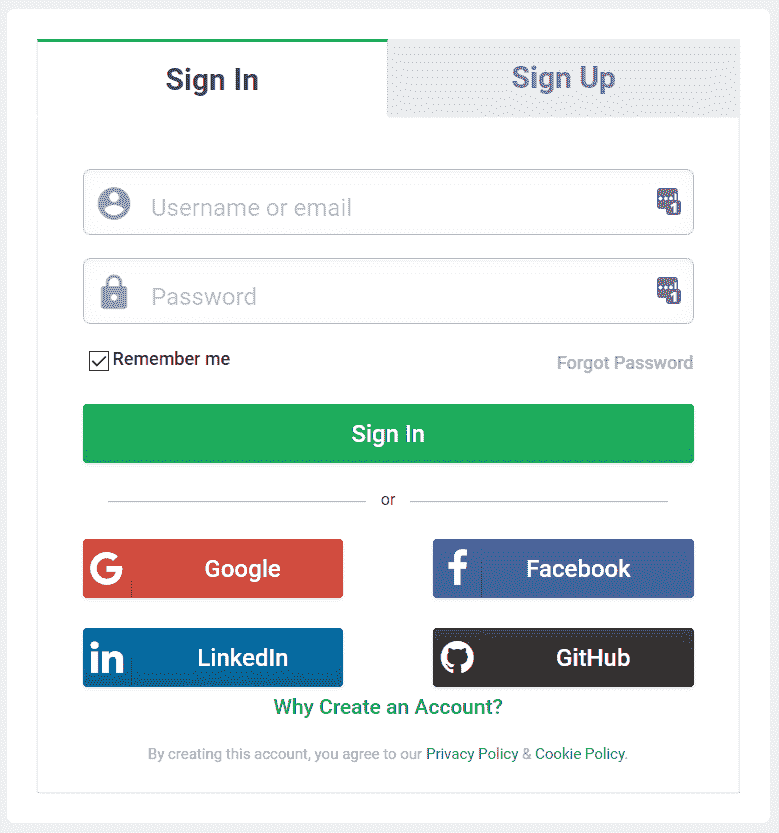 Sign In
Sign Up
Username or email
Password
Remember me
Forgot Password
Sign In
or
Google
Facebook
LinkedIn
GitHub
Why Create an Account?
By creating this account, you agree to our Privacy Policy & Cookie Policy.